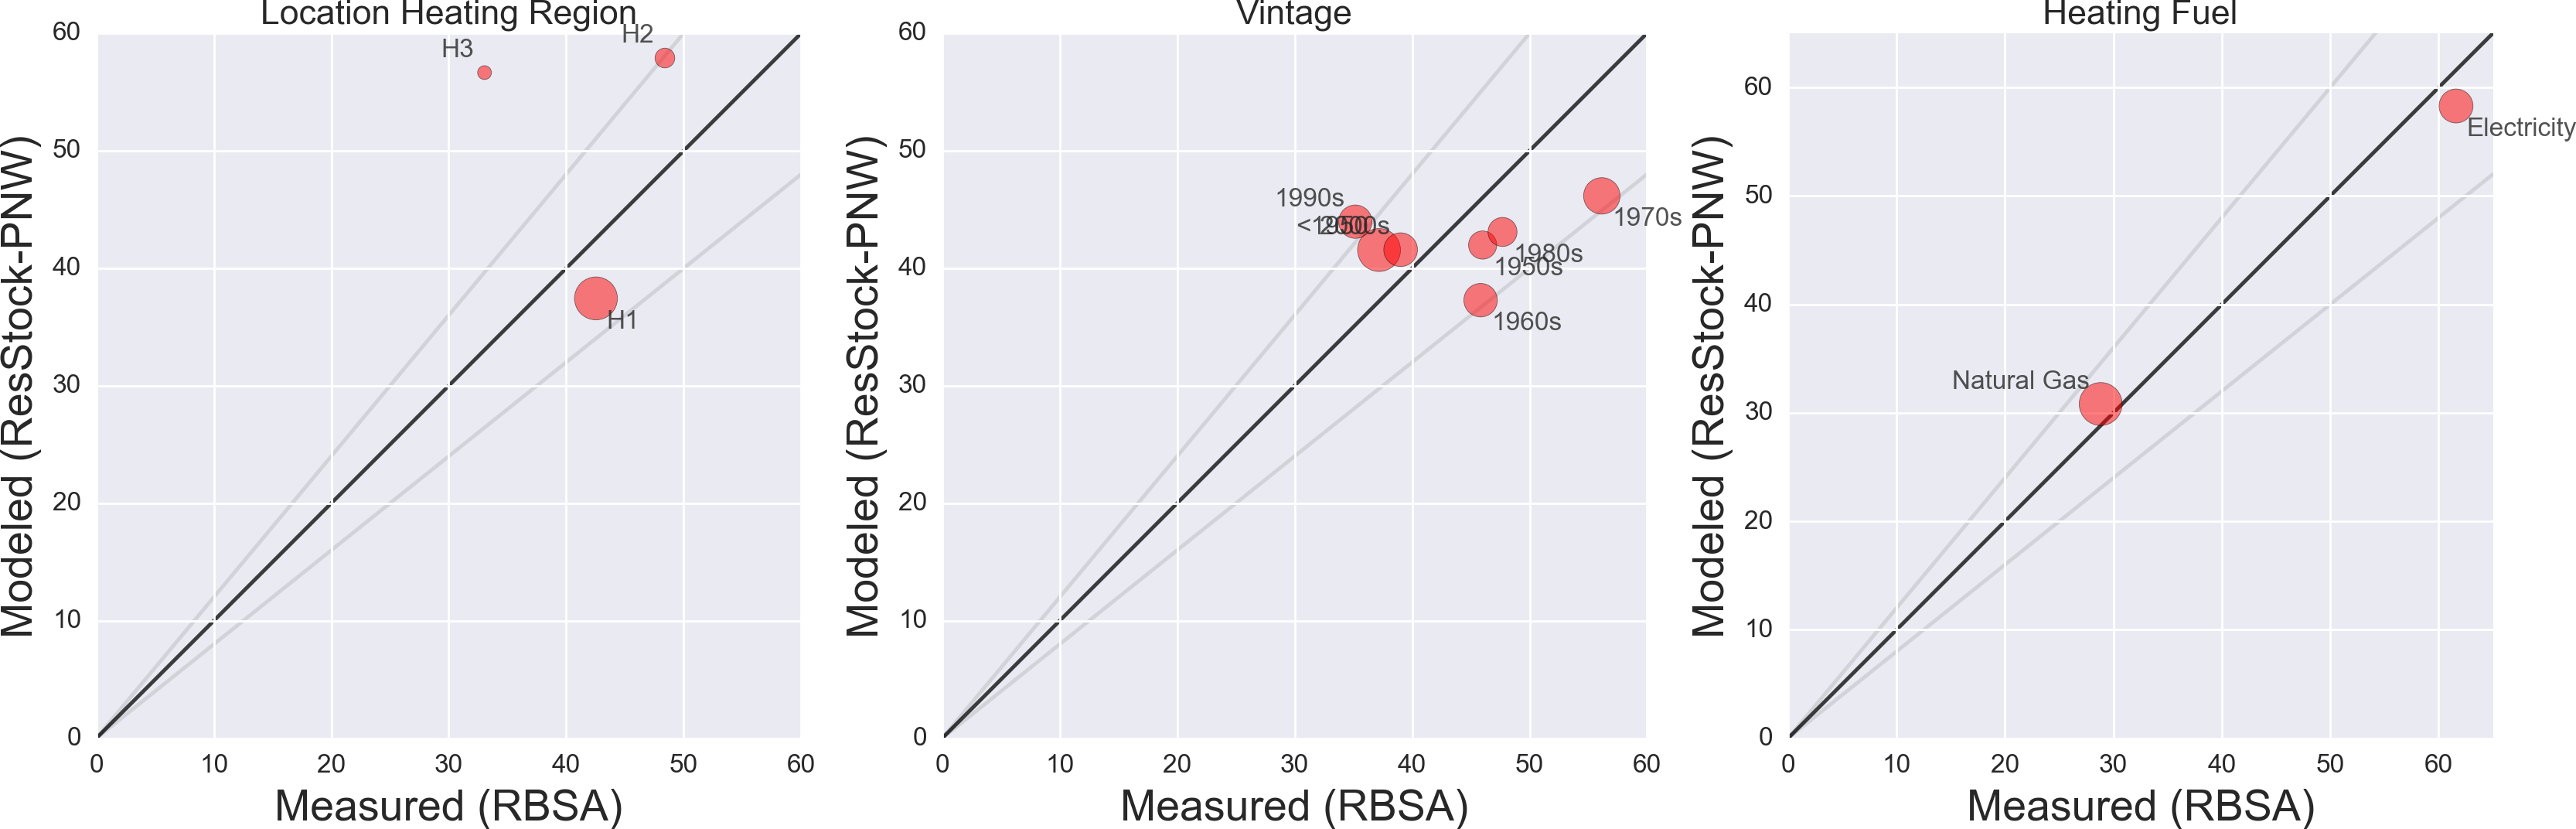 Location Heating Region
Modeled (ResStock-PNW)
60
50
40
30
20
10
0
H3
H2
H1
0 10 20 30 40 50 60
Measured (RBSA)
Vintage
Modeled (ResStock-PNW)
60
50
40
30
20
10
0
1990s
<1950
2000s
1970s
1980s
1950s
1960s
0 10 20 30 40 50 60
Measured (RBSA)
Heating Fuel
Modeled (ResStock-PNW)
60
50
40
30
20
10
0
Electricity
Natural Gas
0 10 20 30 40 50 60
Measured (RBSA)